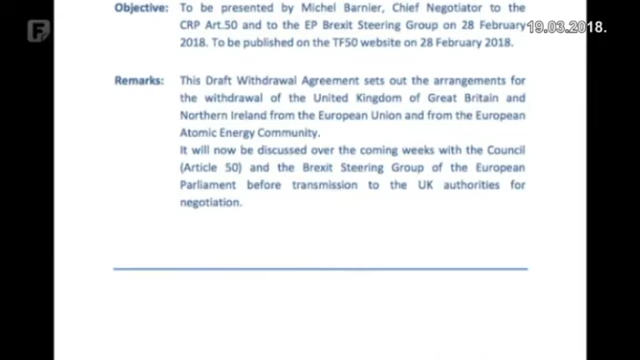 Objective: To be presented by Michel Barnier, Chief Negotiator to the
CRP Art.50 and to the EP Brexit Steering Group on 28 February
2018. To be published on the TF50 website on 28 February 2018.
19.03.2018.
Remarks: This Draft Withdrawal Agreement sets out the arrangements for
the withdrawal of the United Kingdom of Great Britain and
Northern Ireland from the European Union and from the European
Atomic Energy Community.
It will now be discussed over the coming weeks with the Council
(Article 50) and the Brexit Steering Group of the European
Parliament before transmission to the UK authorities for
negotiation.